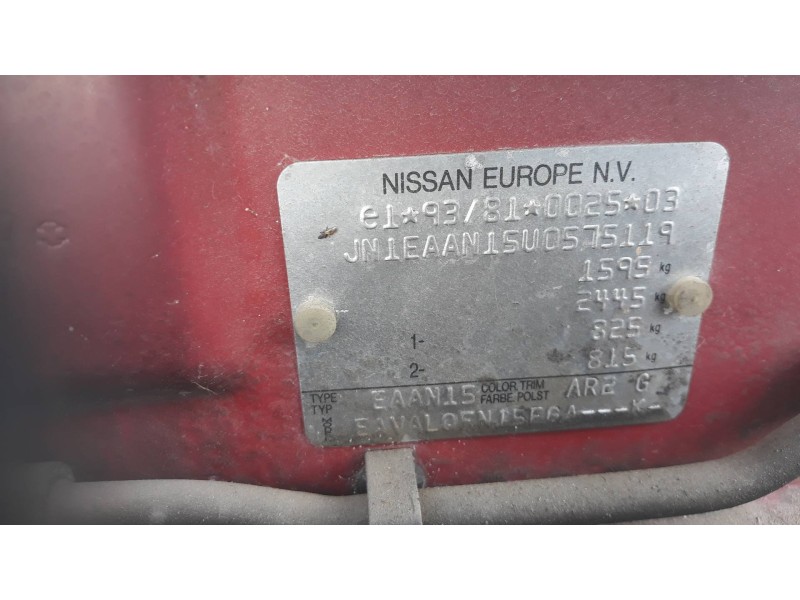 NISSAN EUROPE N.V.
e1*93/81*0025*03
JN1EAAN15U0575119
1595 kg
2445 kg
1- 825 kg
2- 815 kg
TYPE TYP EAAN15 COLOR.TRIM FARBE.POLST AR2 G